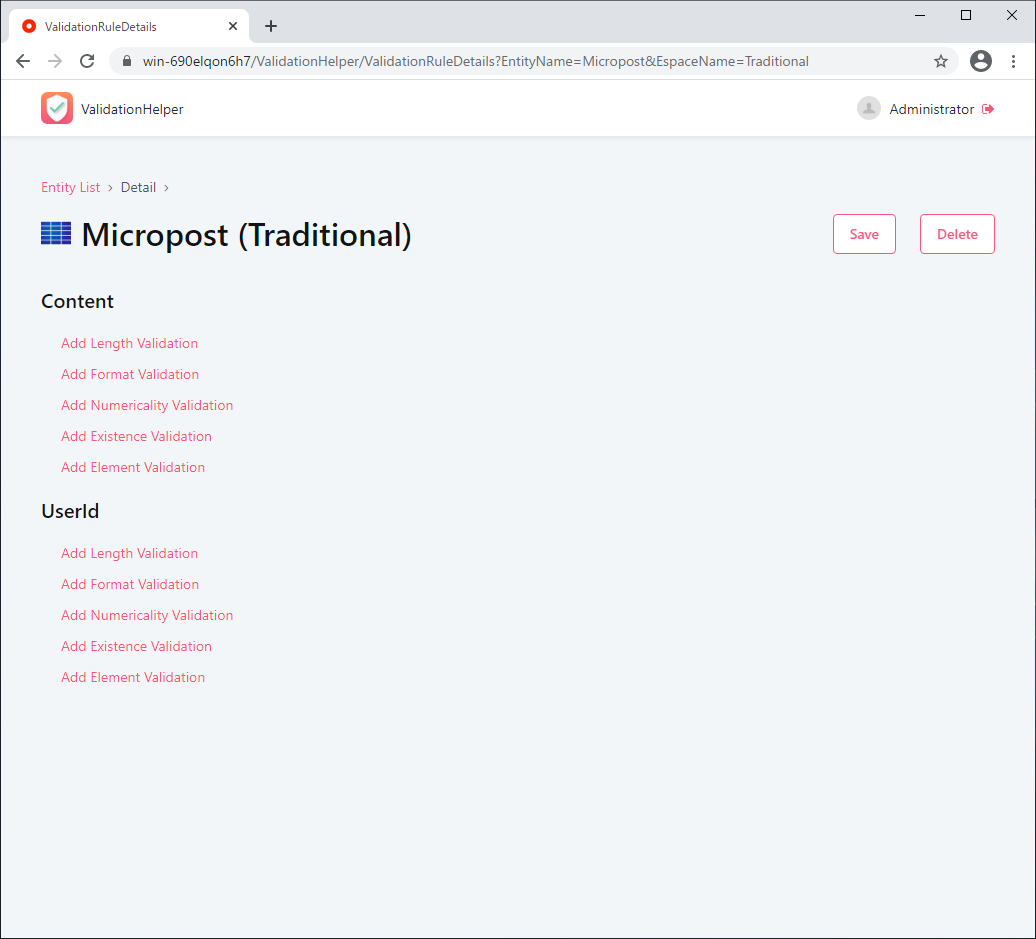 ValidationRuleDetails
win-690elqon6h7/ValidationHelper/ValidationRuleDetails?EntityName=Micropost&EspaceName=Traditional
ValidationHelper
Administrator
Entity List > Detail >
Micropost (Traditional)
Save
Delete
Content
Add Length Validation
Add Format Validation
Add Numericality Validation
Add Existence Validation
Add Element Validation
UserId
Add Length Validation
Add Format Validation
Add Numericality Validation
Add Existence Validation
Add Element Validation